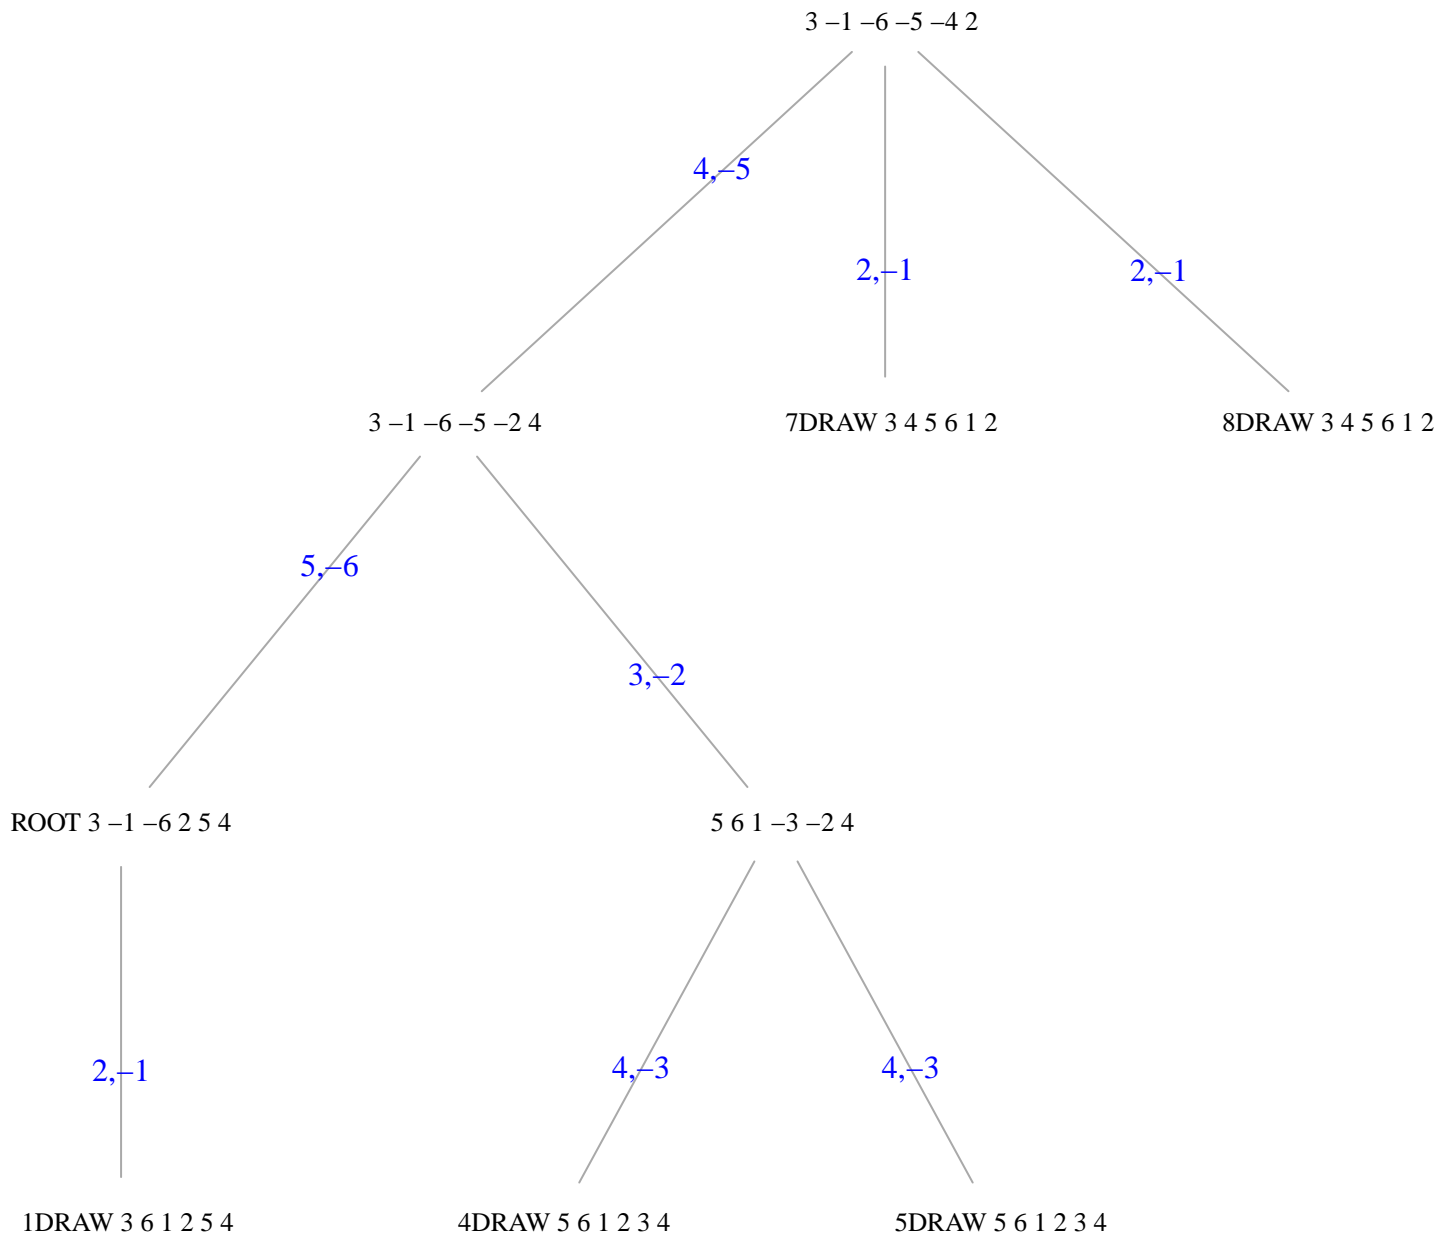 3 –1 –6 –5 –4 2
4,–5
2,–1
2,–1
3 –1 –6 –5 –2 4
7DRAW 3 4 5 6 1 2
8DRAW 3 4 5 6 1 2
5,–6
3,–2
ROOT 3 –1 –6 2 5 4
5 6 1 –3 –2 4
2,–1
4,–3
4,–3
1DRAW 3 6 1 2 5 4
4DRAW 5 6 1 2 3 4
5DRAW 5 6 1 2 3 4